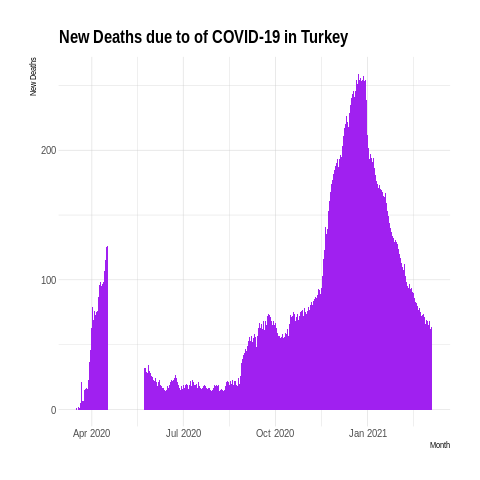 New Deaths due to of COVID-19 in Turkey
New Deaths
200
100
0
Apr 2020
Jul 2020
Oct 2020
Jan 2021
Month